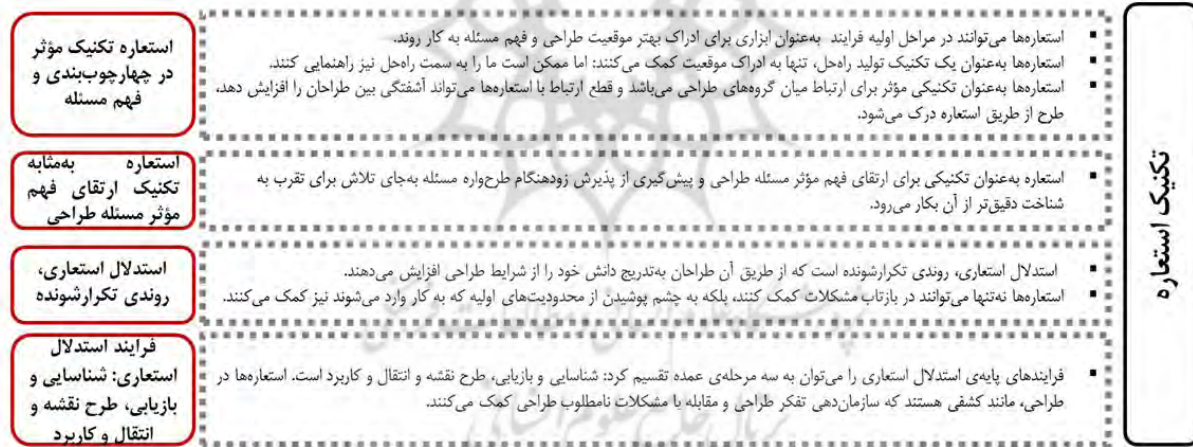 تکنیک استعاره
استعاره‌ها می‌توانند در مراحل اولیه فرایند به‌عنوان ابزاری برای ادراک بهتر موقعیت طراحی و فهم مسئله به کار روند.
استعاره‌ها به‌عنوان یک تکنیک تولید راه‌حل، تنها به ادراک موقعیت کمک می‌کنند: اما ممکن است ما را به سمت راه‌حل نیز راهنمایی کنند.
استعاره‌ها به‌عنوان تکنیکی مؤثر برای ارتباط میان گروه‌های طراحی می‌باشد و قطع ارتباط با استعاره‌ها می‌تواند آشفتگی بین طراحان را افزایش دهد،
طرح از طریق استعاره درک می‌شود.
استعاره تکنیک مؤثر
در چهارچوب‌بندی و
فهم مسئله
استعاره به‌عنوان تکنیکی برای ارتقای فهم مؤثر مسئله طراحی و پیش‌گیری از پذیرش زودهنگام طرح‌واره مسئله به‌جای تلاش برای تقرب به
شناخت دقیق‌تر از آن بکار می‌رود.
استعاره به‌مثابه
تکنیک ارتقای فهم
مؤثر مسئله طراحی
استدلال استعاری، روندی تکرارشونده است که از طریق آن طراحان به‌تدریج دانش خود را از شرایط طراحی افزایش می‌دهند.
استعاره‌ها نه‌تنها می‌توانند در بازتاب مشکلات کمک کنند، بلکه به چشم پوشیدن از محدودیت‌های اولیه که به کار وارد می‌شوند نیز کمک می‌کنند.
استدلال استعاری،
روندی تکرارشونده
فرایندهای پایه‌ی استدلال استعاری را می‌توان به سه مرحله‌ی عمده تقسیم کرد: شناسایی و بازیابی، طرح نقشه و انتقال و کاربرد است. استعاره‌ها در
طراحی، مانند کشفی هستند که سازمان‌دهی تفکر طراحی و مقابله با مشکلات نامطلوب طراحی کمک می‌کنند.
فرایند استدلال
استعاری: شناسایی و
بازیابی، طرح نقشه و
انتقال و کاربرد